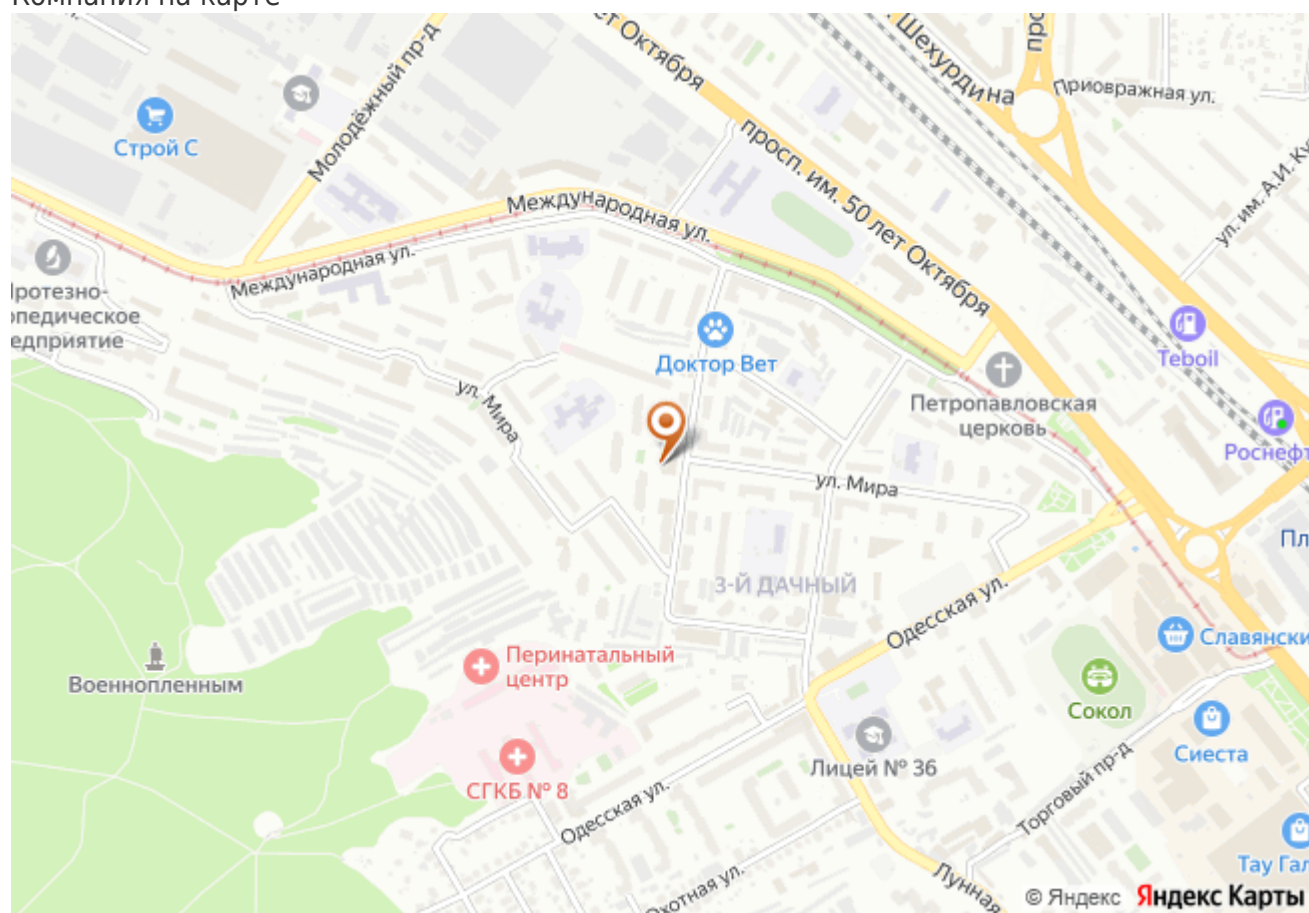 Компания на карте
Строй С
Молодёжный пр-д
просп. им. 50 лет Октября
ет Октября
Шехурдина
Приовражная ул.
ул. им. А.И. Ку
Международная ул.
Международная ул.
Протезно-
опедическое
едприятие
Доктор Вет
Teboil
Петропавловская
церковь
Роснефт
ул. Мира
ул. Мира
3-Й ДАЧНЫЙ
Пл
Одесская ул.
Славянски
Перинатальный
центр
Военнопленным
Сокол
Сиеста
Лицей № 36
СГКБ № 8
Одесская ул.
Торговый пр-д
Охотная ул.
Лунная
Тау Гал
© Яндекс Яндекс Карты